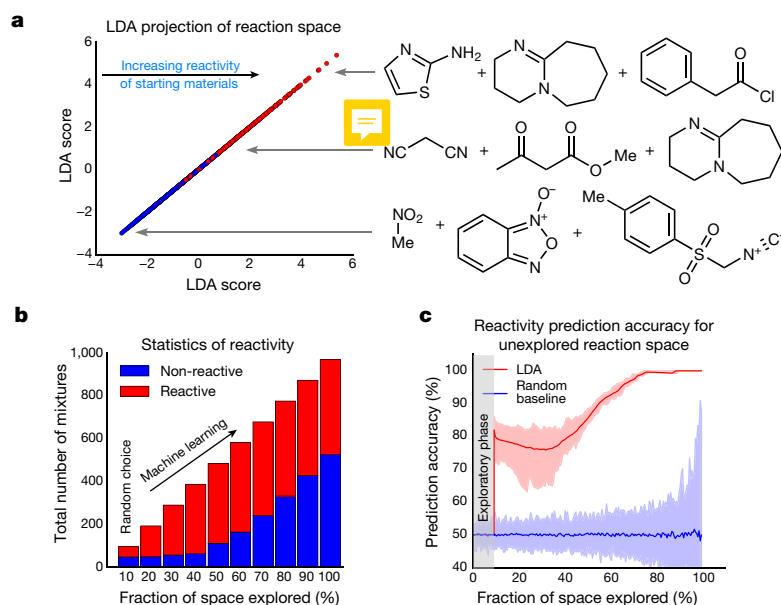 a
LDA projection of reaction space
6
4
2
0
−2
−4
−4 −2 0 2 4 6
LDA score
LDA score
Increasing reactivity
of starting materials
N
S
NH2
+
N
N
+
O
Cl
NC CN
+
O O
Me
O
+
N
N
NO2
Me
+
O−
N+
O
N
+
Me
O
S
O
N+
C−
b
Statistics of reactivity
Non-reactive
Reactive
Total number of mixtures
1,000
800
600
400
200
0
Random choice
Machine learning
10 20 30 40 50 60 70 80 90 100
Fraction of space explored (%)
c
Reactivity prediction accuracy for
unexplored reaction space
LDA
Random
baseline
Exploratory phase
Prediction accuracy (%)
100
90
80
70
60
50
40
0 20 40 60 80 100
Fraction of space explored (%)